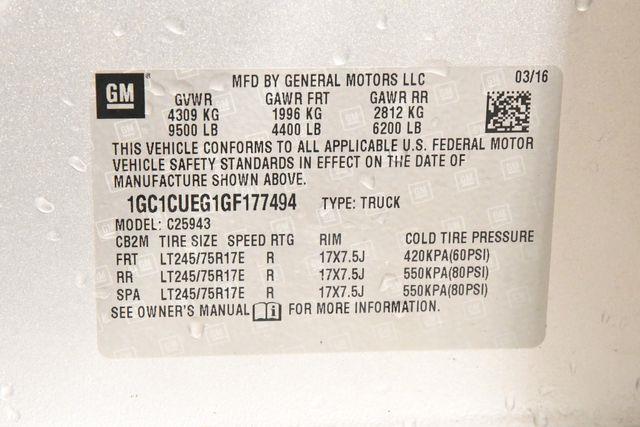 GM ® MFD BY GENERAL MOTORS LLC 03/16
GVWR GAWR FRT GAWR RR
4309 KG 1996 KG 2812 KG
9500 LB 4400 LB 6200 LB
THIS VEHICLE CONFORMS TO ALL APPLICABLE U.S. FEDERAL MOTOR
VEHICLE SAFETY STANDARDS IN EFFECT ON THE DATE OF
MANUFACTURE SHOWN ABOVE.
1GC1CUEG1GF177494 TYPE: TRUCK
MODEL: C25943
CB2M TIRE SIZE SPEED RTG RIM COLD TIRE PRESSURE
FRT LT245/75R17E R 17X7.5J 420KPA(60PSI)
RR LT245/75R17E R 17X7.5J 550KPA(80PSI)
SPA LT245/75R17E R 17X7.5J 550KPA(80PSI)
SEE OWNER'S MANUAL FOR MORE INFORMATION.